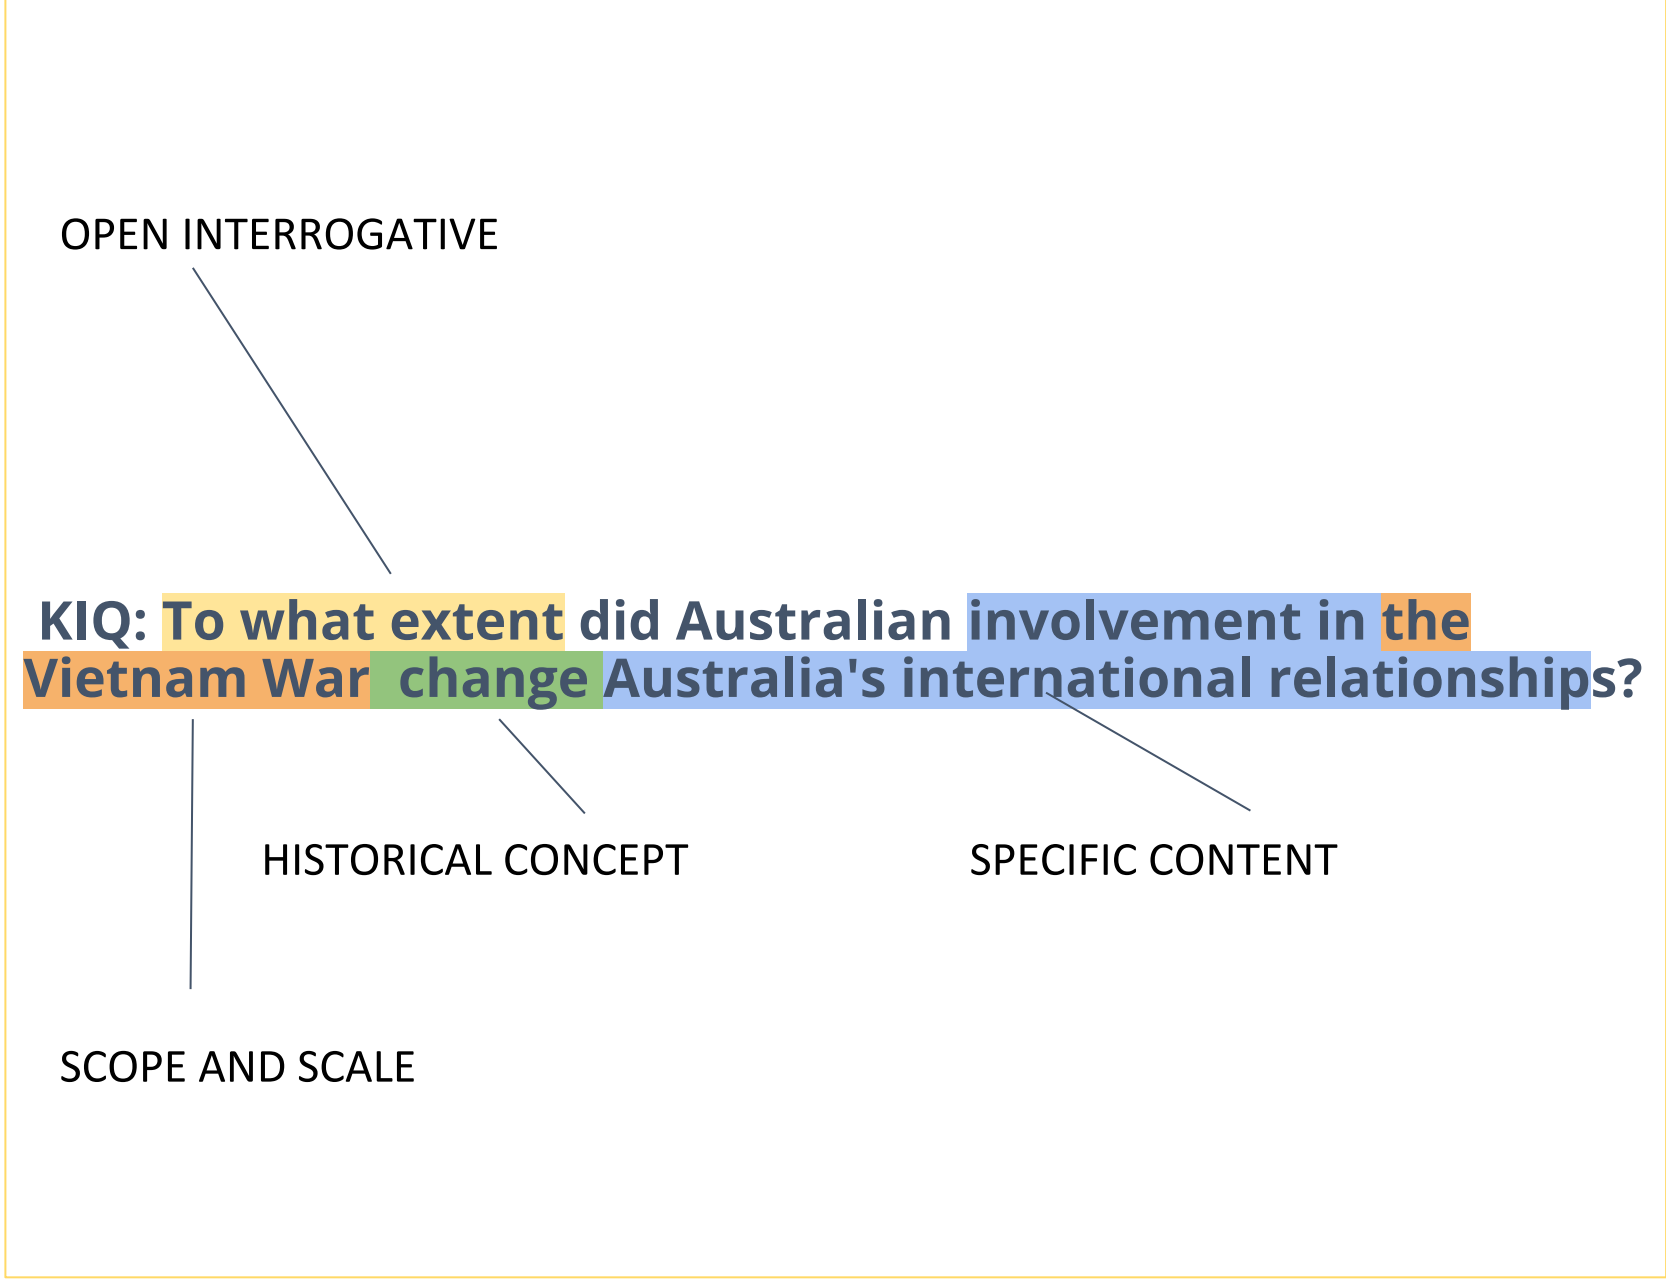 OPEN INTERROGATIVE
KIQ: To what extent did Australian involvement in the
Vietnam War  change Australia's international relationships?
HISTORICAL CONCEPT
SPECIFIC CONTENT
SCOPE AND SCALE